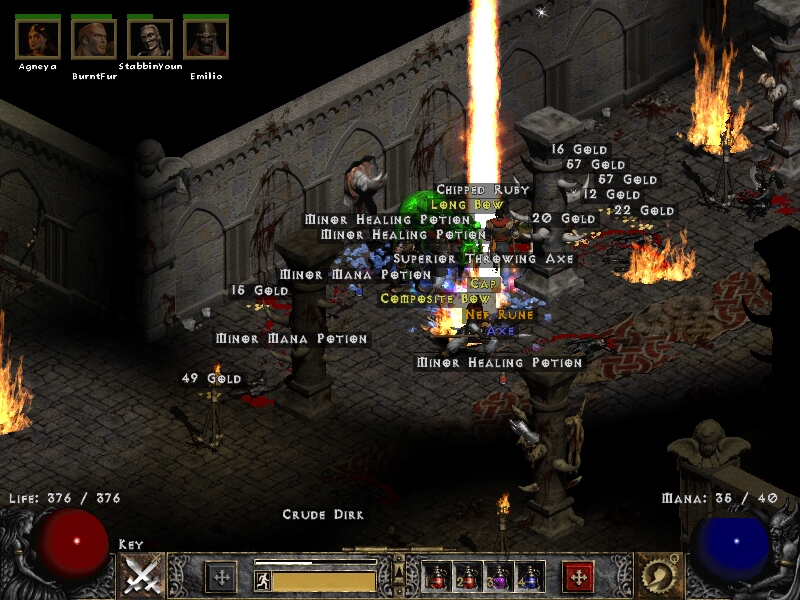 Agneya
BurntFur
StabbinYoun
Emilio
16 Gold
57 Gold
57 Gold
Chipped Ruby
12 Gold
Long Bow
22 Gold
Minor Healing Potion
20 Gold
Minor Healing Potion
Superior Throwing Axe
Minor Mana Potion
Cap
15 Gold
Composite Bow
Nef Rune
Axe
Minor Mana Potion
Minor Healing Potion
49 Gold
Life: 376 / 376
Mana: 35 / 40
Crude Dirk
Key
2
3
4